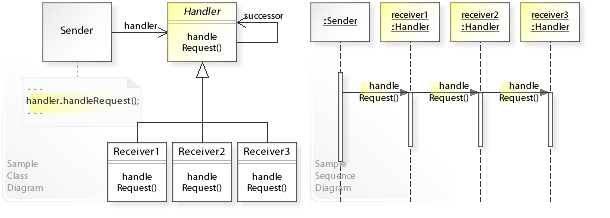 Sender
handler
Handler
successor
handle
Request()
. . .
handler.handleRequest();
. . .
Receiver1
handle
Request()
Receiver2
handle
Request()
Receiver3
handle
Request()
Sample
Class
Diagram
:Sender
receiver1
:Handler
receiver2
:Handler
receiver3
:Handler
handle
Request()
handle
Request()
handle
Request()
Sample
Sequence
Diagram